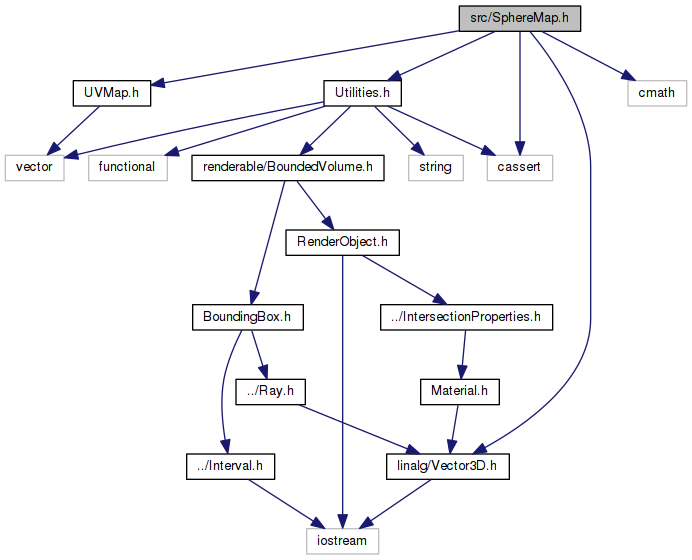 src/SphereMap.h
UVMap.h
Utilities.h
cmath
vector
functional
renderable/BoundedVolume.h
string
cassert
RenderObject.h
BoundingBox.h
../IntersectionProperties.h
../Ray.h
Material.h
../Interval.h
linalg/Vector3D.h
iostream